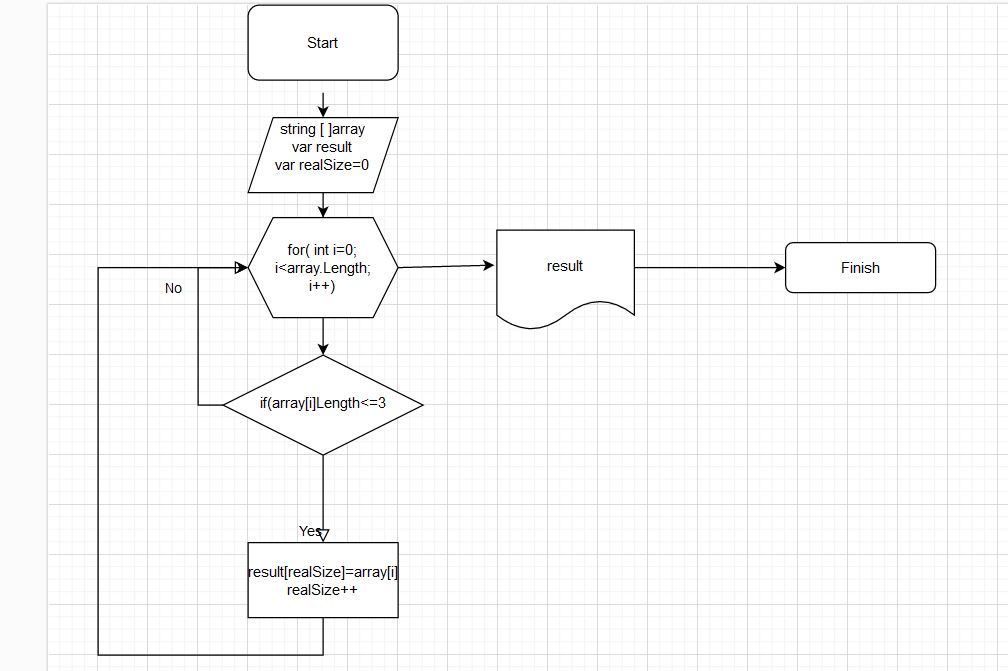 Start
string [ ]array
var result
var realSize=0
for( int i=0;
i<array.Length;
i++)
result
Finish
No
if(array[i]Length<=3
Yes
result[realSize]=array[i]
realSize++